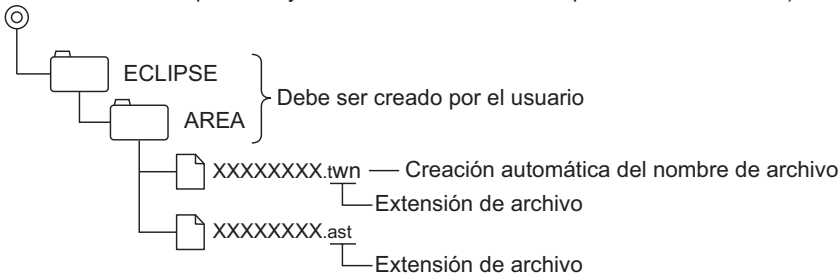 ECLIPSE
Debe ser creado por el usuario
AREA
XXXXXXXX.twn — Creación automática del nombre de archivo
Extensión de archivo
XXXXXXXX.ast
Extensión de archivo